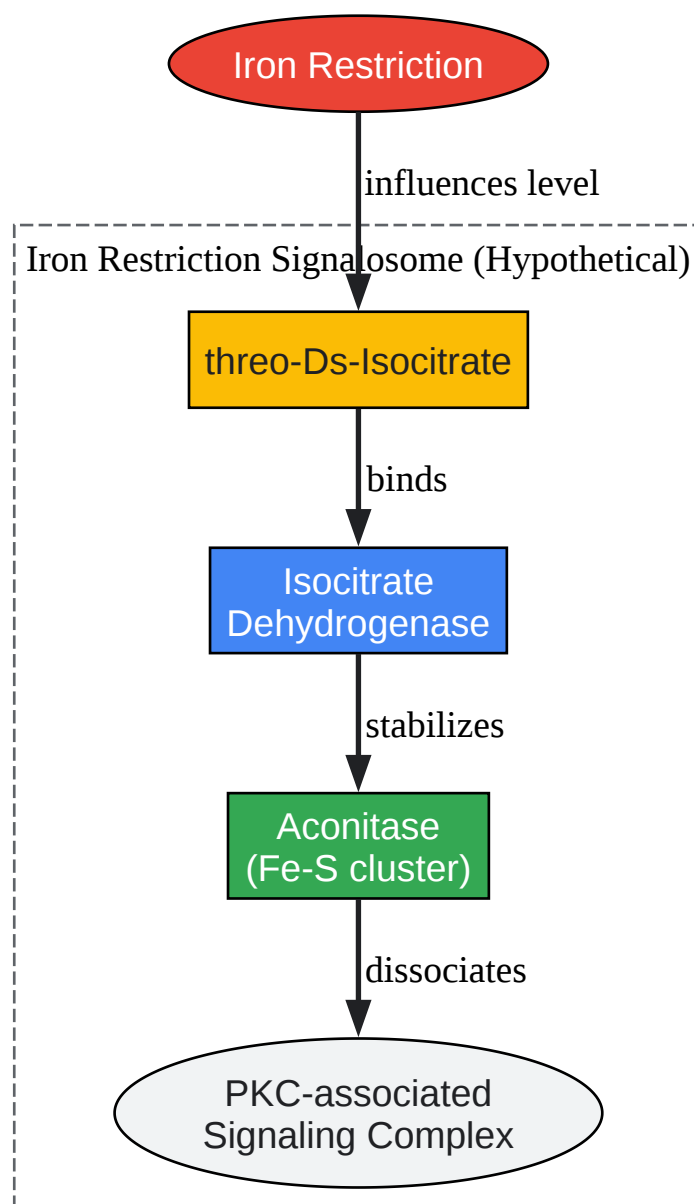 Iron Restriction
influences level
Iron Restriction Signalosome (Hypothetical)
threo-Ds-Isocitrate
binds
Isocitrate
Dehydrogenase
stabilizes
Aconitase
(Fe-S cluster)
dissociates
PKC-associated
Signaling Complex